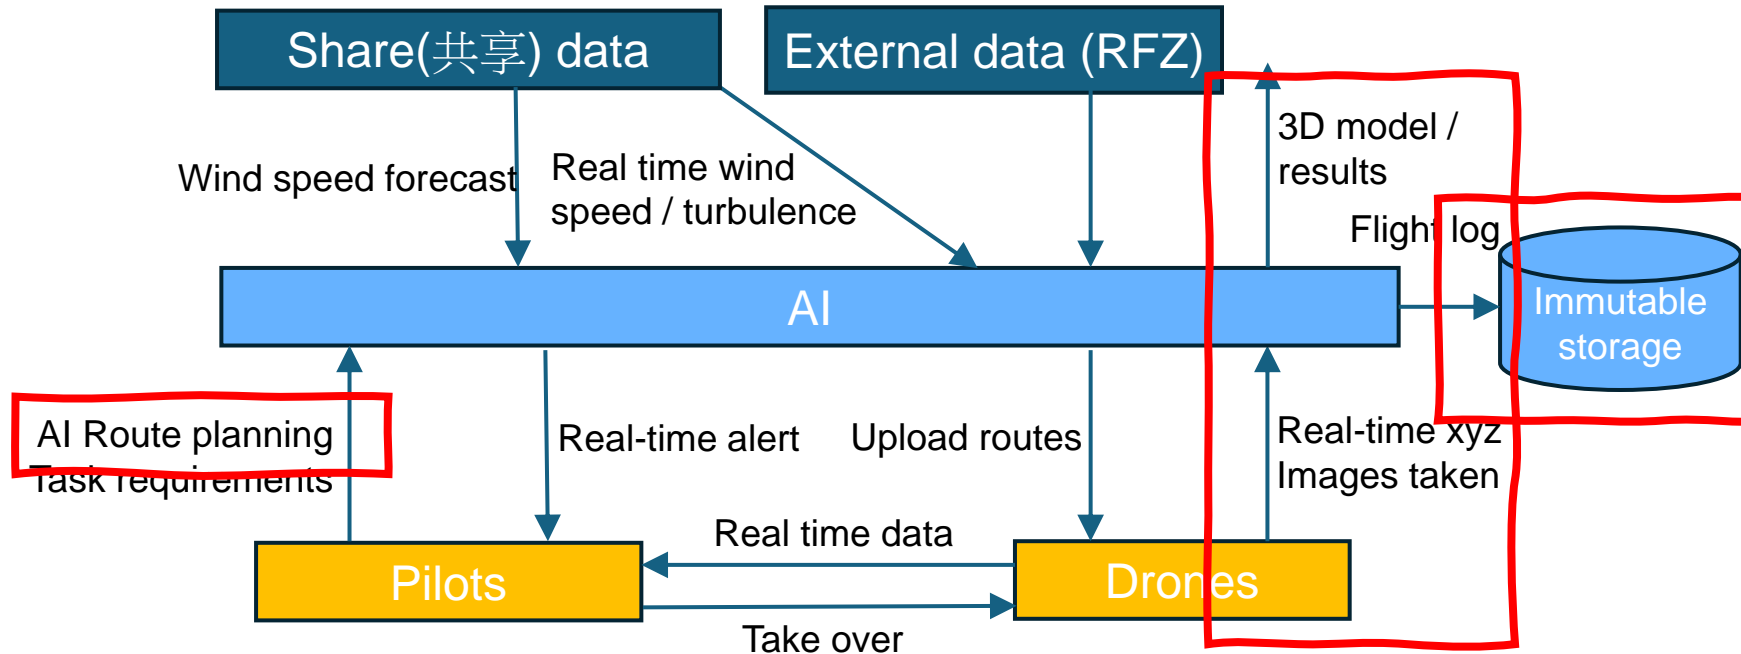 Share(共享) data
External data (RFZ)
3D model /
results
Wind speed forecast
Real time wind
speed / turbulence
Flight log
AI
Immutable
storage
AI Route planning
Task requirements
Real-time alert
Upload routes
Real-time xyz
Images taken
Real time data
Pilots
Drones
Take over